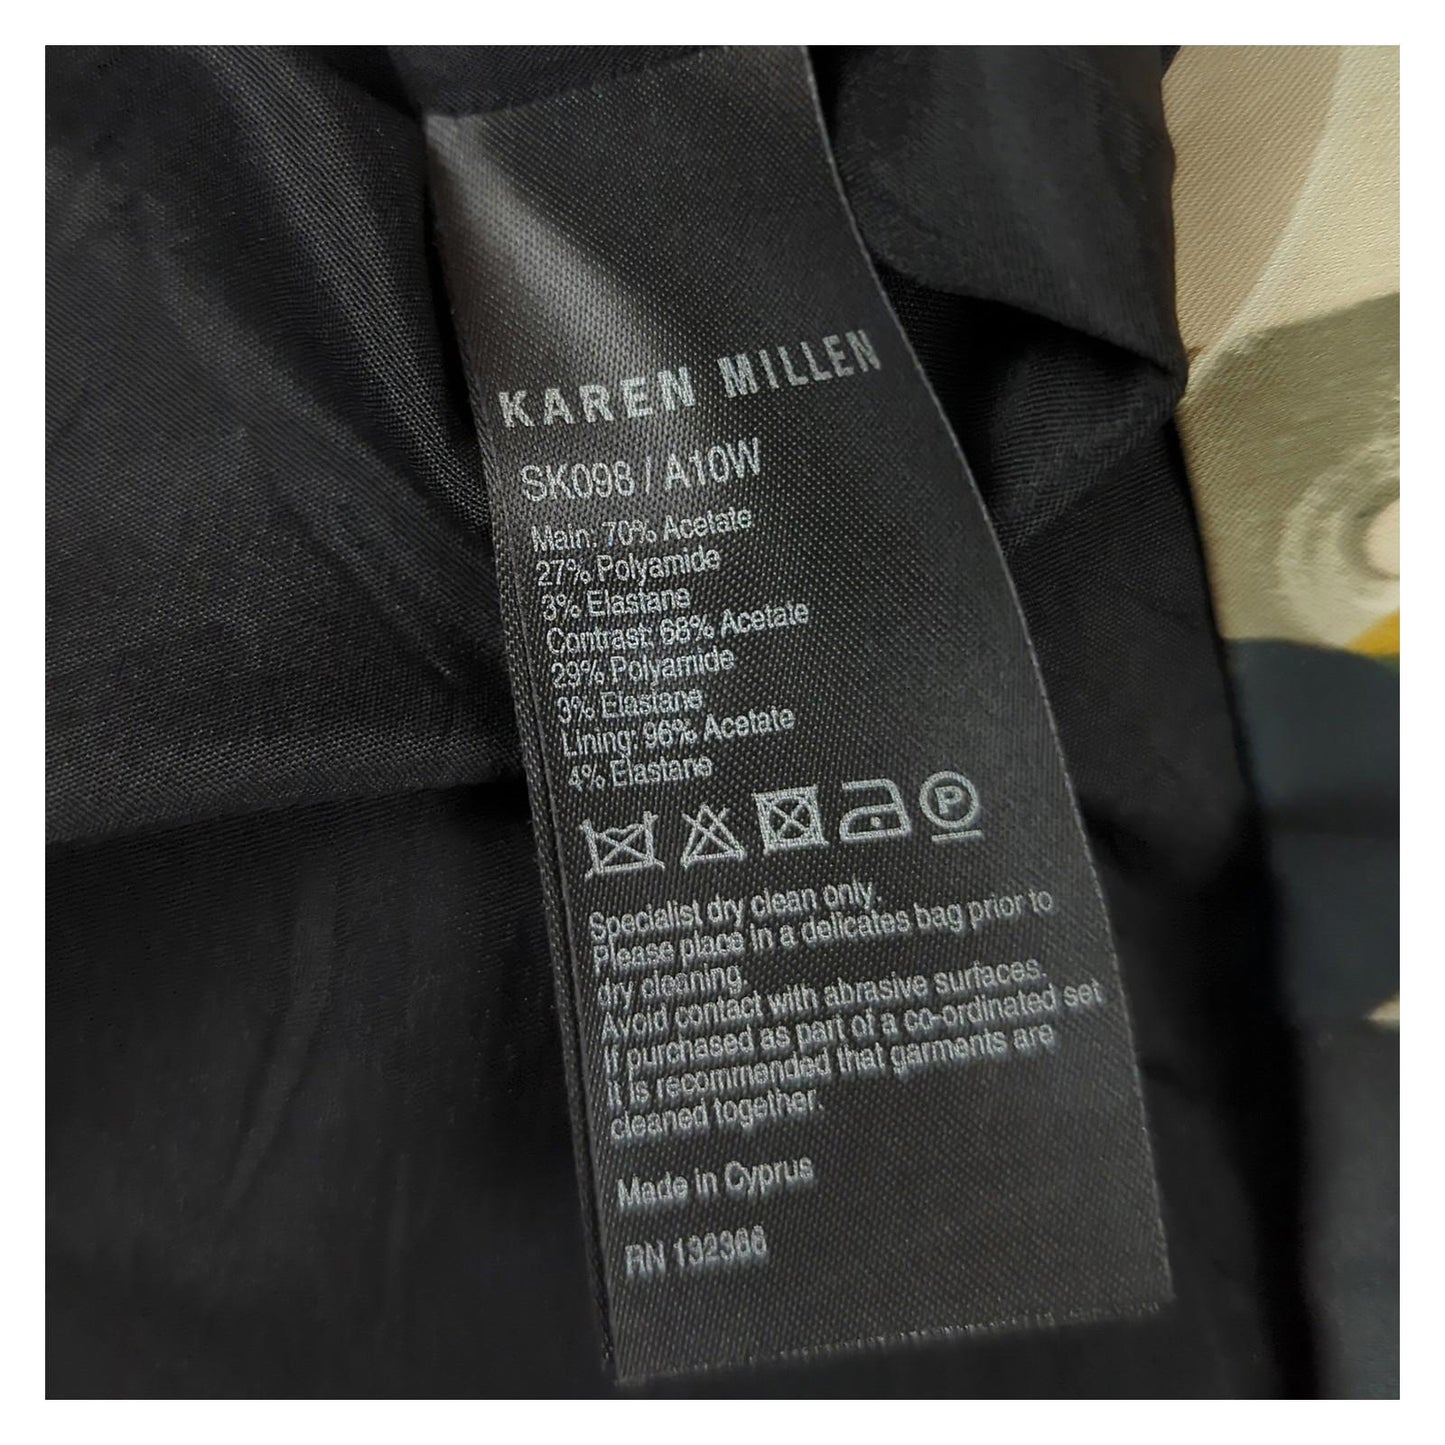 KAREN MILLEN
SK098 / A10W
Main: 70% Acetate
27% Polyamide
3% Elastane
Contrast: 68% Acetate
29% Polyamide
3% Elastane
Lining: 96% Acetate
4% Elastane
P
Specialist dry clean only.
Please place in a delicates bag prior to
dry cleaning.
Avoid contact with abrasive surfaces.
If purchased as part of a co-ordinated set
it is recommended that garments are
cleaned together.
Made in Cyprus
RN 132366